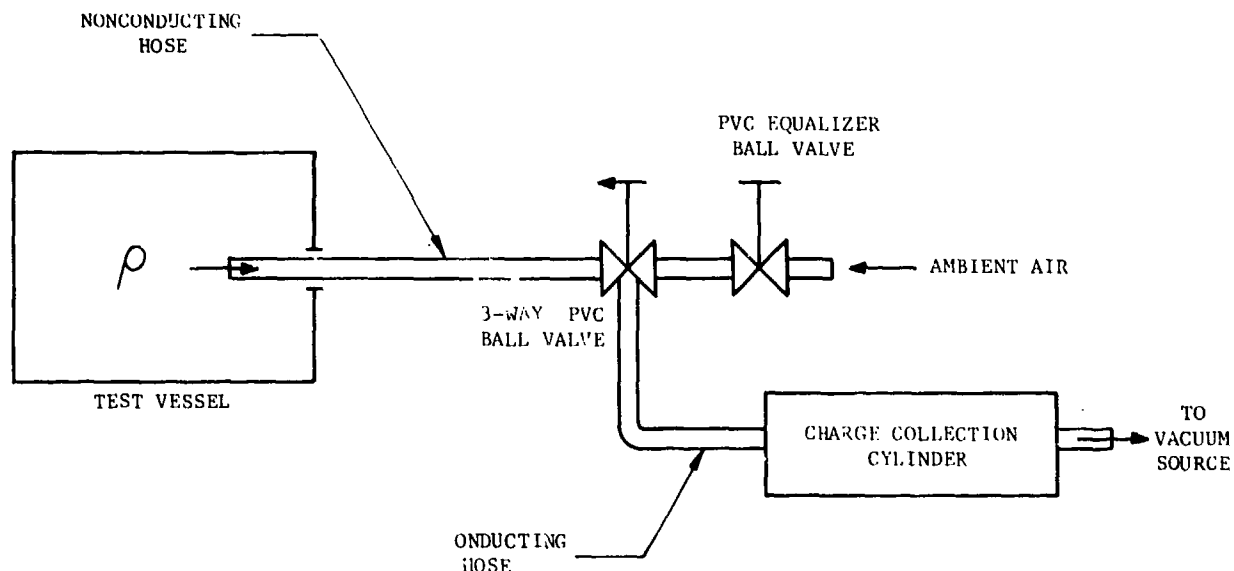 NONCONDUCTING
HOSE
PVC EQUALIZER
BALL VALVE
ρ
AMBIENT AIR
3-WAY PVC
BALL VALVE
TEST VESSEL
CHARGE COLLECTION
CYLINDER
TO
VACUUM
SOURCE
ONDUCTING
HOSE